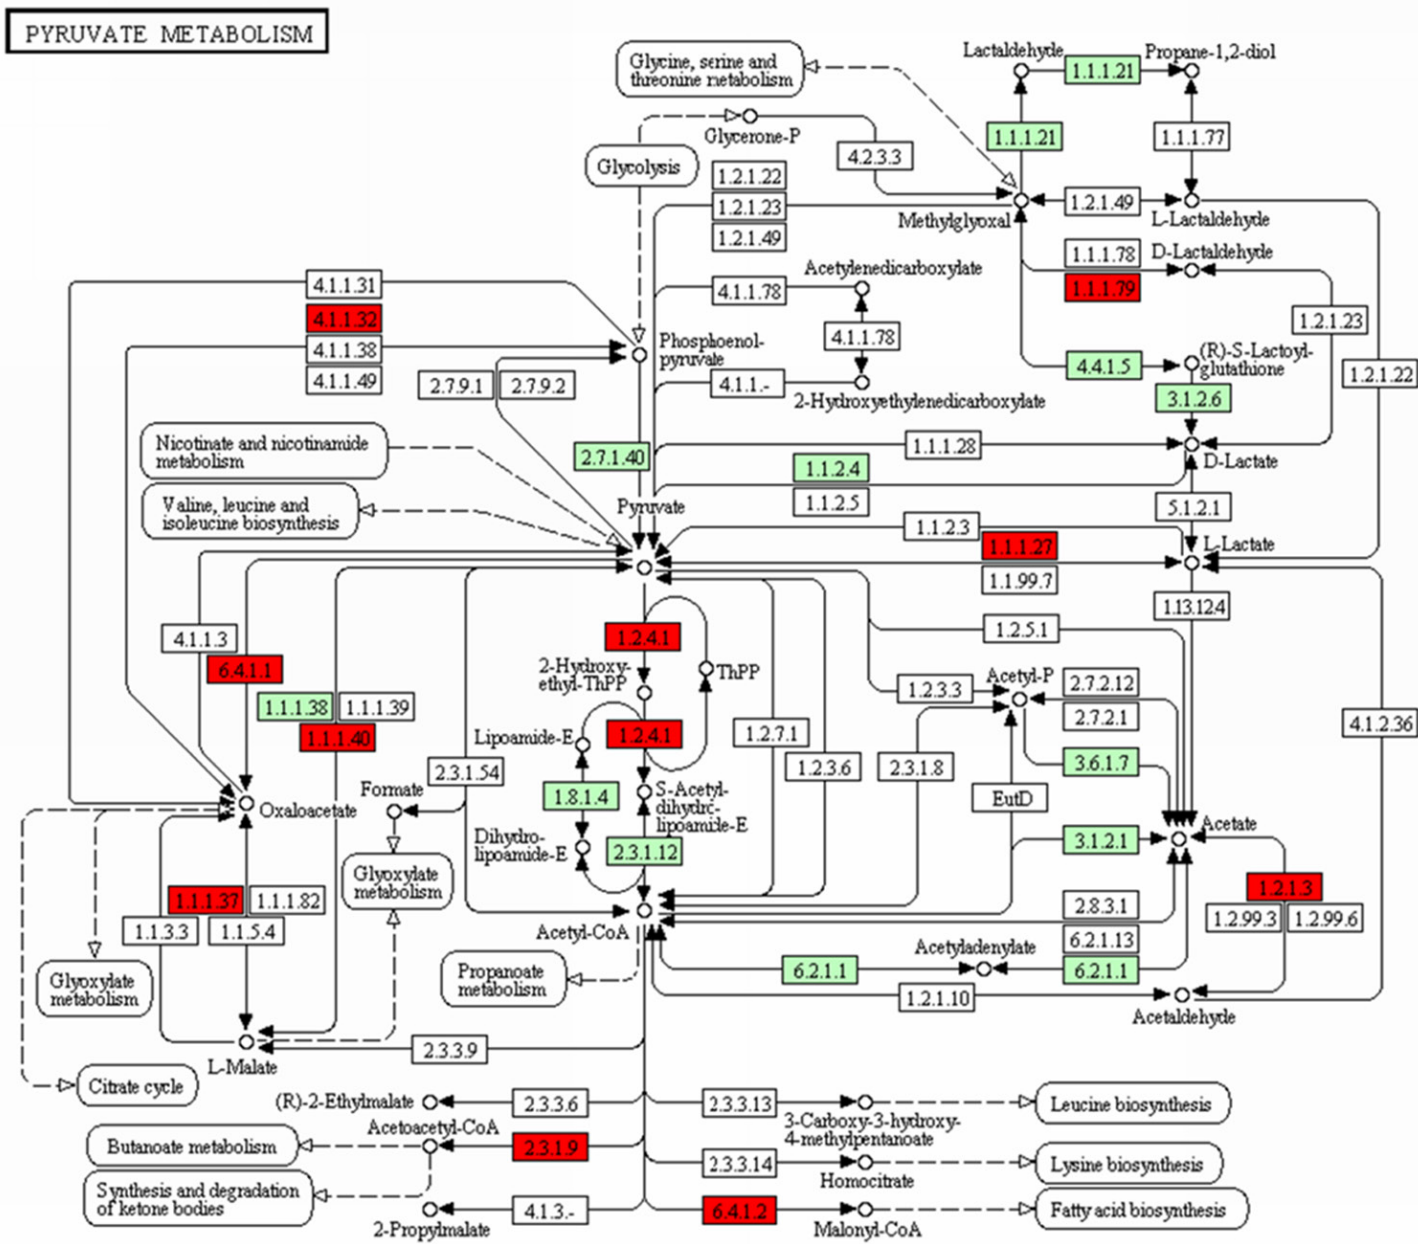 PYRUVATE METABOLISM
Glycine, serine and
threonine metabolism
Lactaldehyde
1.1.1.21
Propane-1,2-diol
Glycerone-P
4.2.3.3
1.1.1.21
1.1.1.77
Glycolysis
1.2.1.22
1.2.1.23
1.2.1.49
Methylglyoxal
1.2.1.49
L-Lactaldehyde
1.1.1.78
1.1.1.79
D-Lactaldehyde
Acetylenedicarboxylate
4.1.1.31
4.1.1.32
4.1.1.38
4.1.1.49
4.1.1.78
4.1.1.78
1.2.1.23
Phosphoenol-
pyruvate
2.7.9.1
2.7.9.2
4.1.1.-
2-Hydroxyethylenedicarboxylate
4.4.1.5
(R)-S-Lactoyl-
glutathione
3.1.2.6
1.2.1.22
Nicotinate and nicotinamide
metabolism
2.7.1.40
1.1.1.28
D-Lactate
1.1.2.4
1.1.2.5
Valine, leucine and
isoleucine biosynthesis
Pyruvate
5.1.2.1
1.1.2.3
1.1.1.27
1.1.99.7
L-Lactate
1.13.12.4
4.1.1.3
6.4.1.1
1.2.4.1
1.2.5.1
2-Hydroxy-
ethyl-ThPP
ThPP
Acetyl-P
1.2.3.3
2.7.2.12
2.7.2.1
1.1.1.38
1.1.1.39
1.1.1.40
Lipoamide-E
1.2.4.1
1.2.7.1
1.2.3.6
2.3.1.8
3.6.1.7
4.1.2.36
2.3.1.54
Formate
1.8.1.4
S-Acetyl-
dihydro-
lipoamide-E
EutD
Oxaloacetate
Acetate
Dihydro-
lipoamide-E
2.3.1.12
3.1.2.1
Glyoxylate
metabolism
1.1.1.37
1.1.1.82
1.1.3.3
1.1.5.4
1.2.1.3
1.2.99.3
1.2.99.6
Acetyl-CoA
2.8.3.1
6.2.1.13
6.2.1.1
Acetyladenylate
6.2.1.1
Glyoxylate
metabolism
Propanoate
metabolism
1.2.1.10
Acetaldehyde
L-Malate
2.3.3.9
Citrate cycle
(R)-2-Ethylmalate
2.3.3.6
2.3.3.13
3-Carboxy-3-hydroxy-
4-methylpentanoate
Leucine biosynthesis
Butanoate metabolism
Acetoacetyl-CoA
2.3.1.9
2.3.3.14
Homocitrate
Lysine biosynthesis
Synthesis and degradation
of ketone bodies
2-Propylmalate
4.1.3.-
6.4.1.2
Malonyl-CoA
Fatty acid biosynthesis